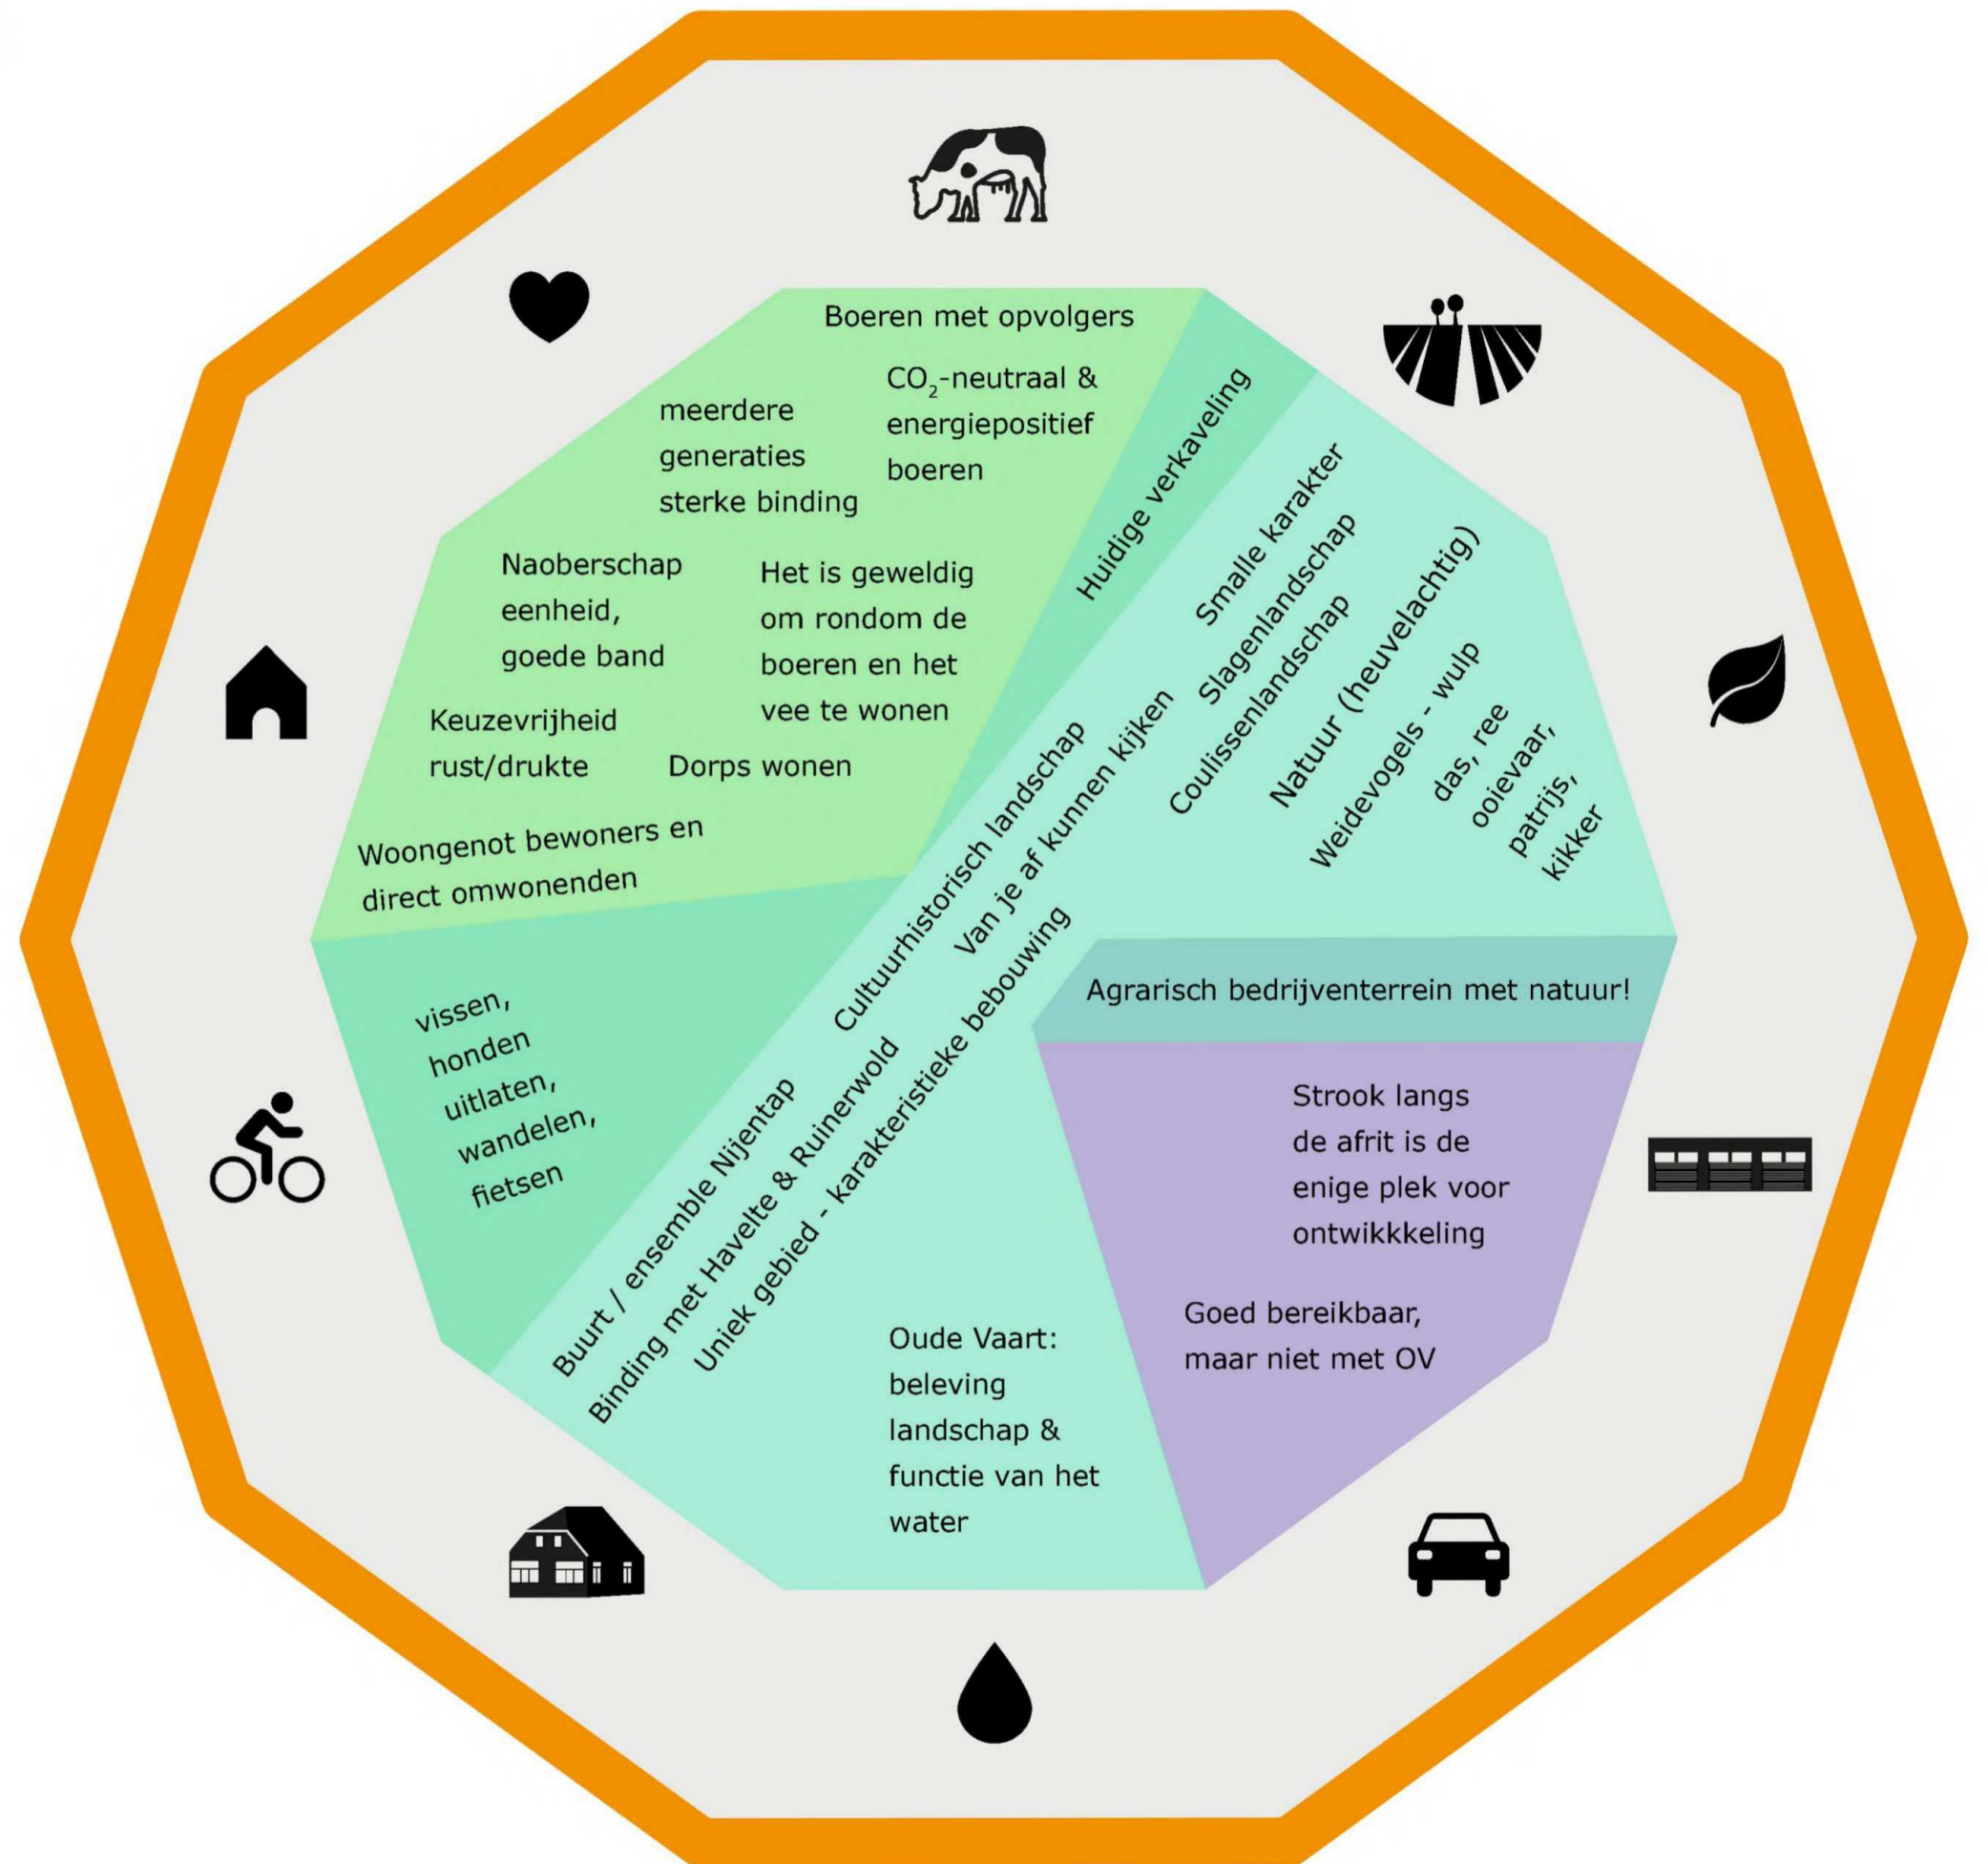 Boeren met opvolgers
CO₂-neutraal &
energiepositief
boeren
meerdere
generaties
sterke binding
Naoberschap
eenheid,
goede band
Het is geweldig
om rondom de
boeren en het
vee te wonen
Keuzevrijheid
rust/drukte
Dorps wonen
Woongenot bewoners en
direct omwonenden
Huidige verkaveling
Smalle karakter
Slagenlandschap
Coulissenlandschap
Natuur (heuvelachtig)
Weidevogels - wulp
das, ree
ooievaar,
patrijs,
kikker
Cultuurhistorisch landschap
Van je af kunnen kijken
Buurt / ensemble Nijentap
Binding met Havelte & Ruinerwold
Uniek gebied - karakteristieke bebouwing
vissen,
honden
uitlaten,
wandelen,
fietsen
Agrarisch bedrijventerrein met natuur!
Strook langs
de afrit is de
enige plek voor
ontwikkkeling
Goed bereikbaar,
maar niet met OV
Oude Vaart:
beleving
landschap &
functie van het
water